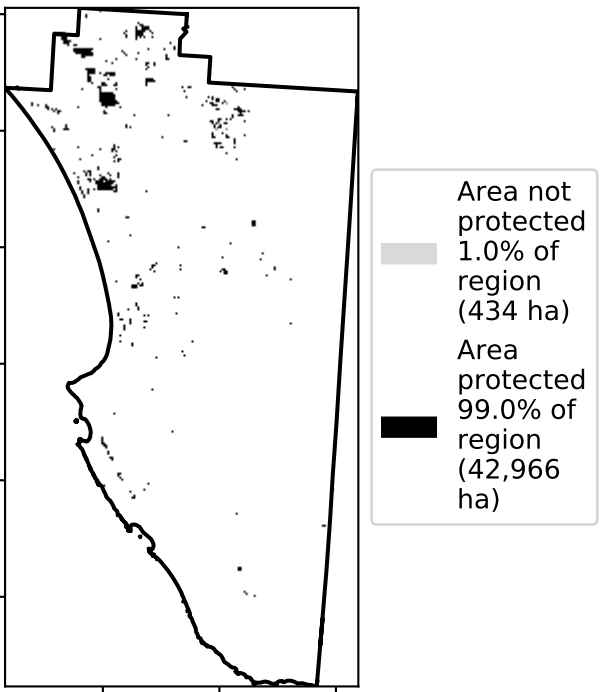 Area not
protected
1.0% of
region
(434 ha)
Area
protected
99.0% of
region
(42,966
ha)